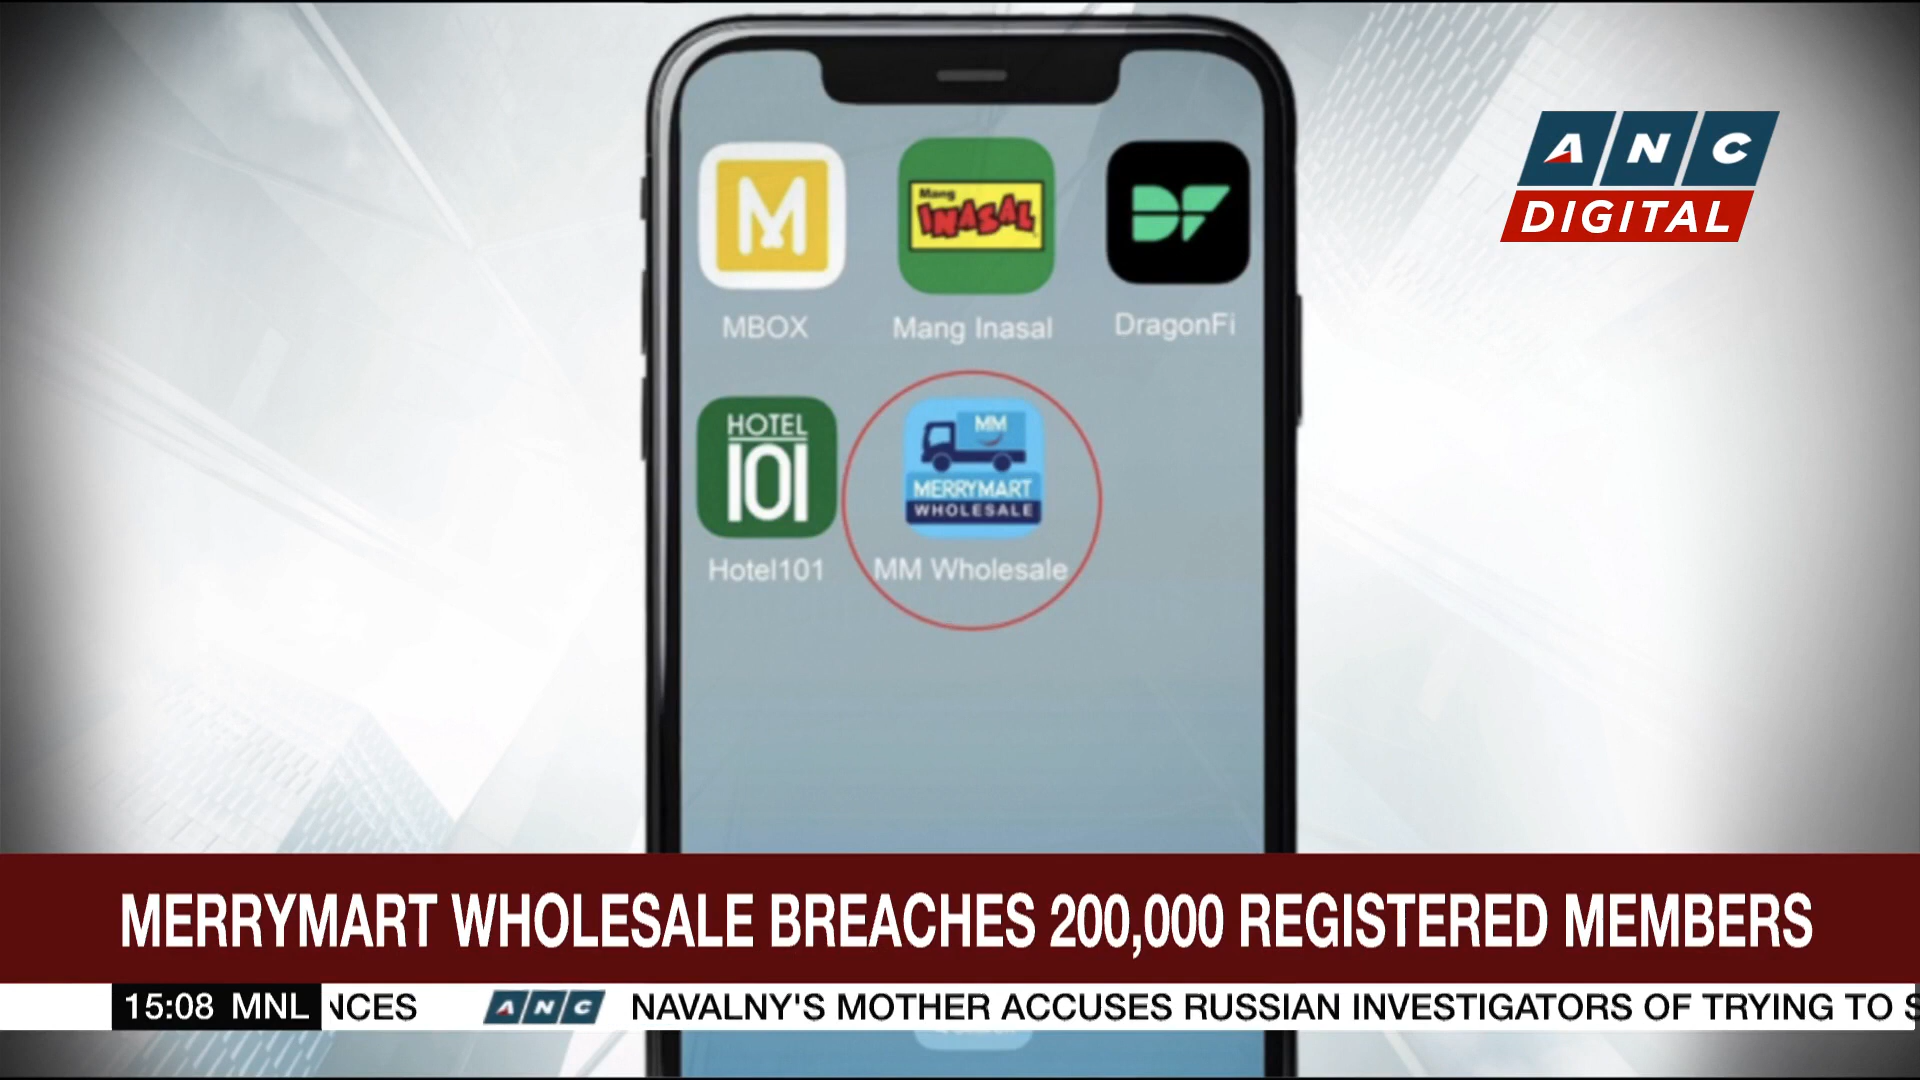 ANC
DIGITAL
M
Mang
INASAL
DF
MBOX
Mang Inasal
DragonFi
HOTEL
101
MM
MERRYMART
WHOLESALE
Hotel101
MM Wholesale
MERRYMART WHOLESALE BREACHES 200,000 REGISTERED MEMBERS
15:08 MNL NCES ANC NAVALNY'S MOTHER ACCUSES RUSSIAN INVESTIGATORS OF TRYING TO S